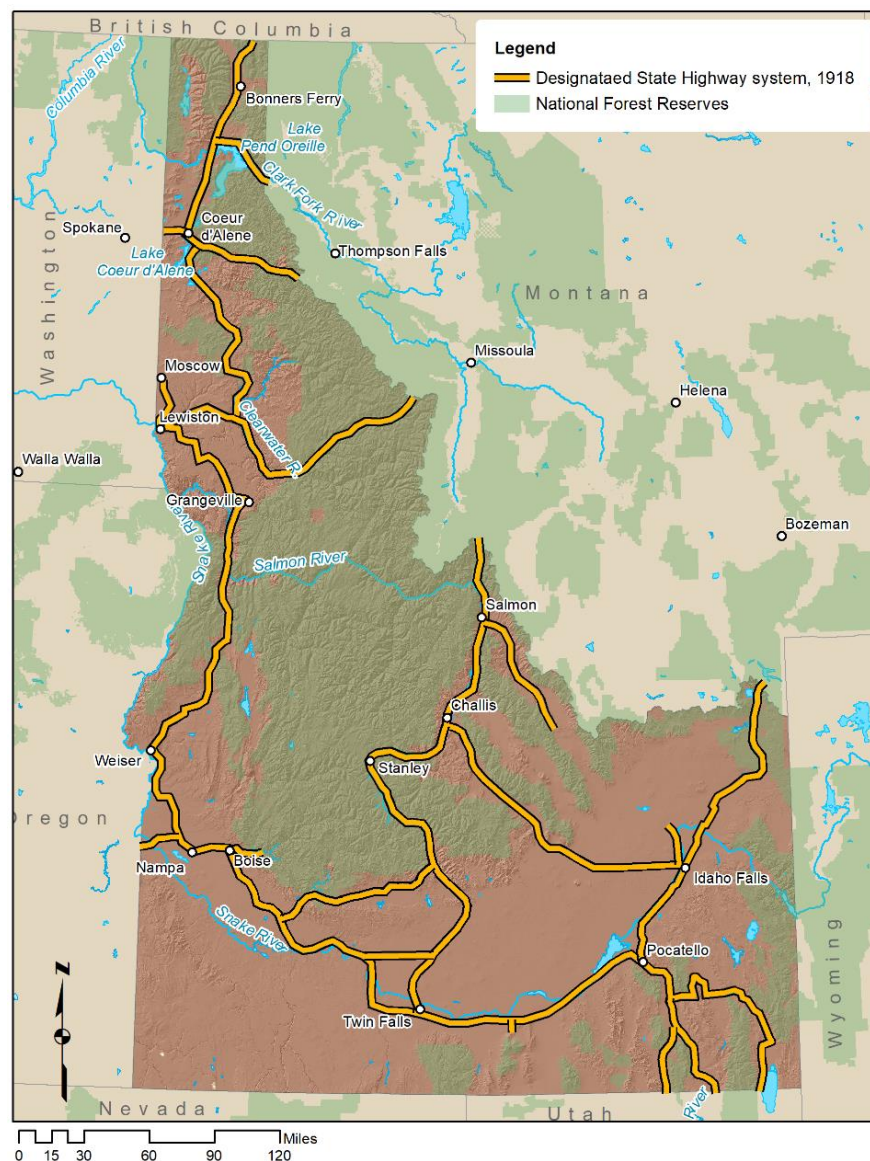 British Columbia
Legend
Designataed State Highway system, 1918
National Forest Reserves
Columbia River
Bonners Ferry
Lake
Pend Oreille
Clark Fork River
Spokane
Coeur
d'Alene
Lake
Coeur d'Alene
Thompson Falls
Washington
Montana
Missoula
Moscow
Helena
Lewiston
Clearwater R.
Walla Walla
Grangeville
Snake River
Bozeman
Salmon River
Salmon
Challis
Weiser
Stanley
Oregon
Nampa
Boise
Idaho Falls
Snake River
Pocatello
Wyoming
Z
Twin Falls
River
Nevada
Utah
Miles
0 15 30 60 90 120